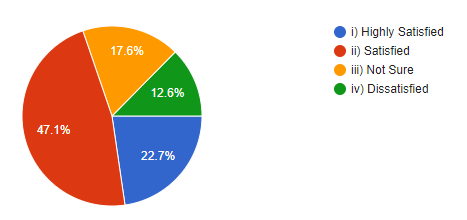 17.6%
12.6%
47.1%
22.7%
i) Highly Satisfied
ii) Satisfied
iii) Not Sure
iv) Dissatisfied